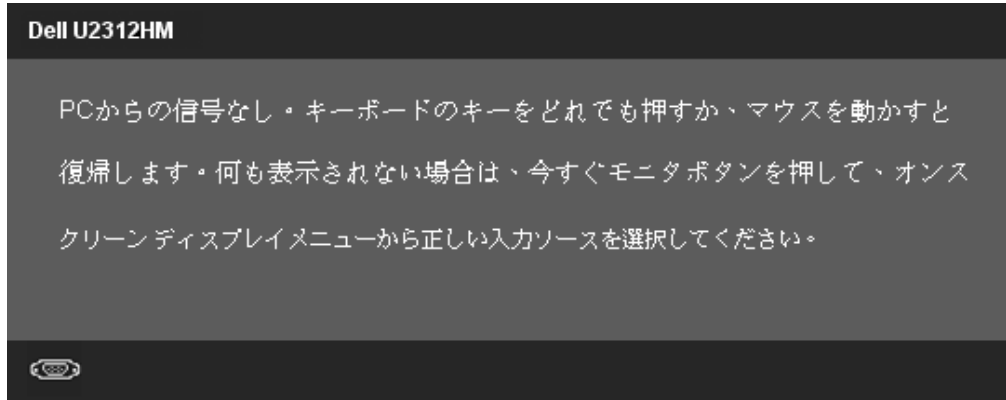 Dell U2312HM
PCからの信号なし。キーボードのキーをどれでも押すか、マウスを動かすと
復帰します。何も表示されない場合は、今すぐモニタボタンを押して、オンス
クリーンディスプレイメニューから正しい入力ソースを選択してください。